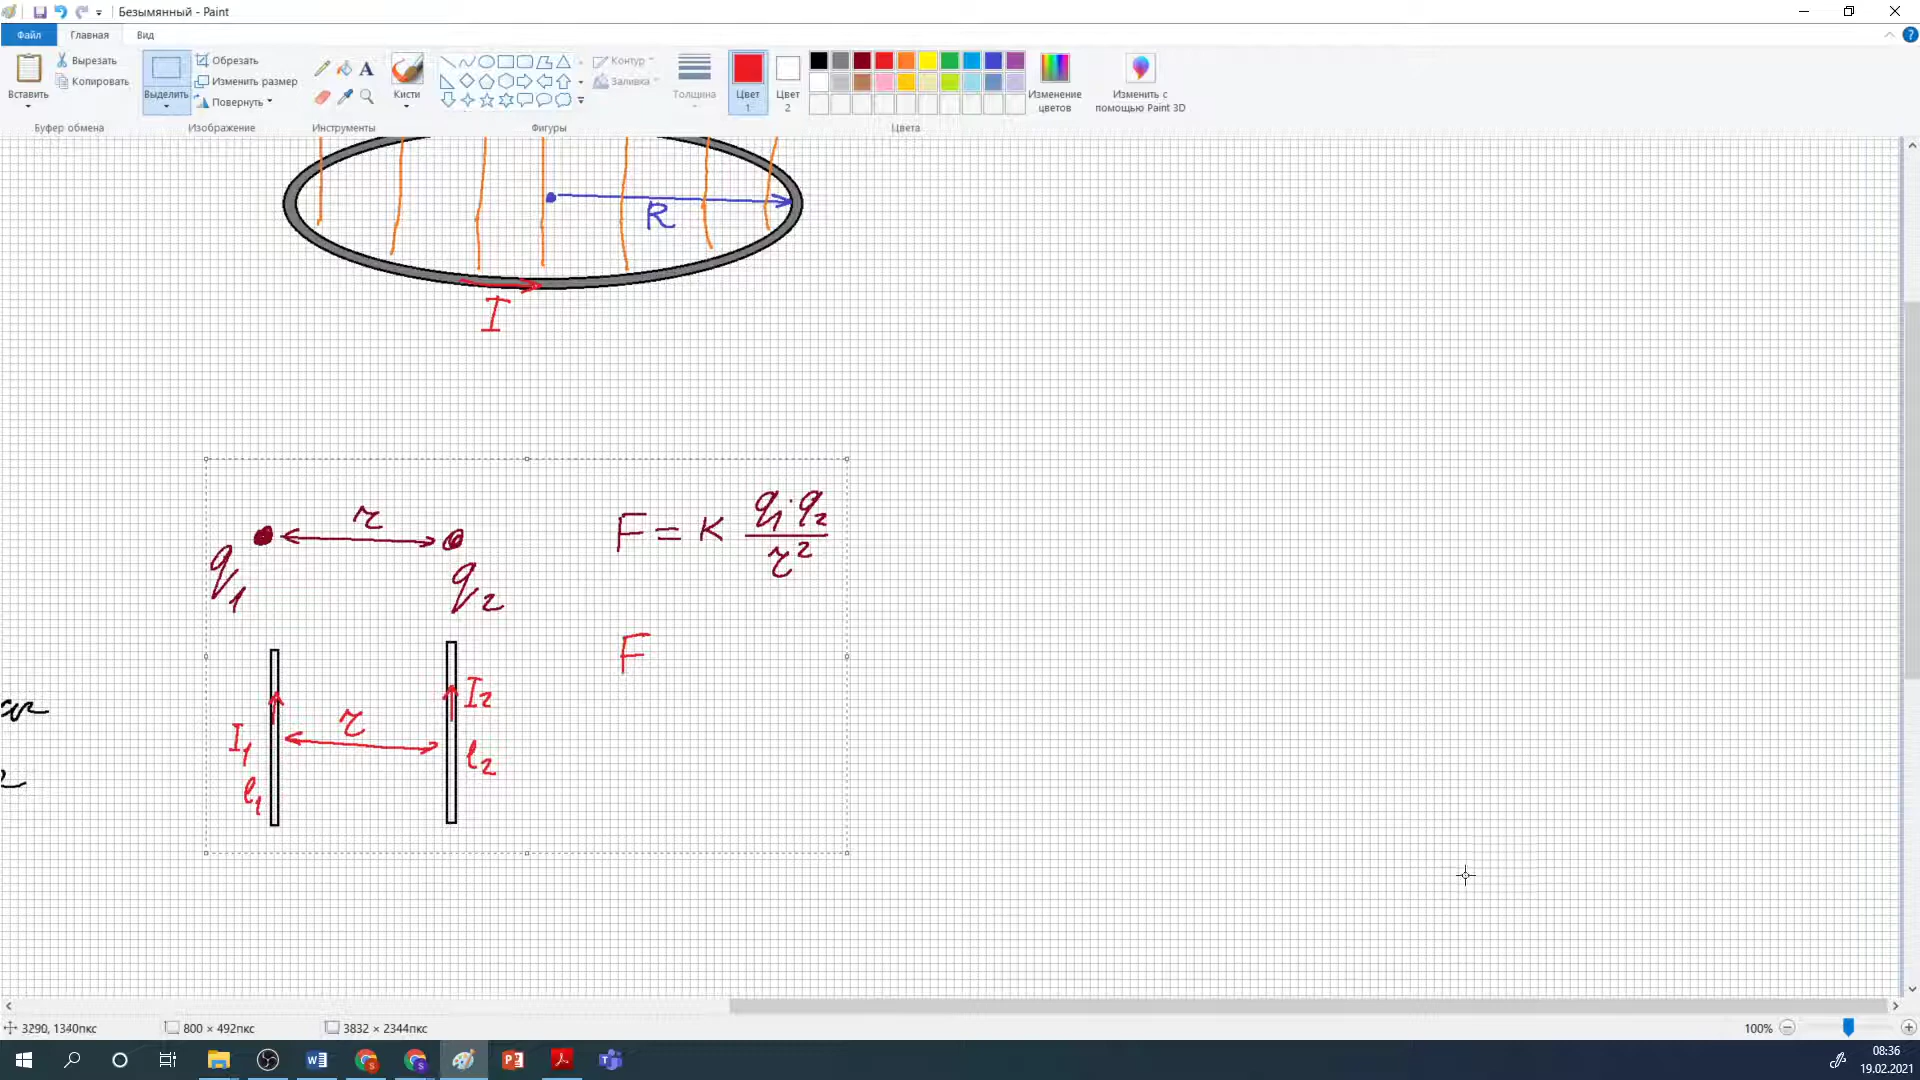 Безымянный - Paint
Файл Главная Вид
Вставить
Вырезать
Копировать
Буфер обмена
Выделить
Обрезать
Изменить размер
Повернуть
Изображение
A
Инструменты
Кисти
Контур
Заливка
Фигуры
Толщина
Цвет 1
Цвет 2
Изменение цветов
Цвета
Изменить с помощью Paint 3D
R
I
r
F = K q₁·q₂ / r²
q₁
q₂
F
I₂
I₁
r
l₂
l₁
3290, 1340пкс
800 × 492пкс
3832 × 2344пкс
100%
08:36
19.02.2021